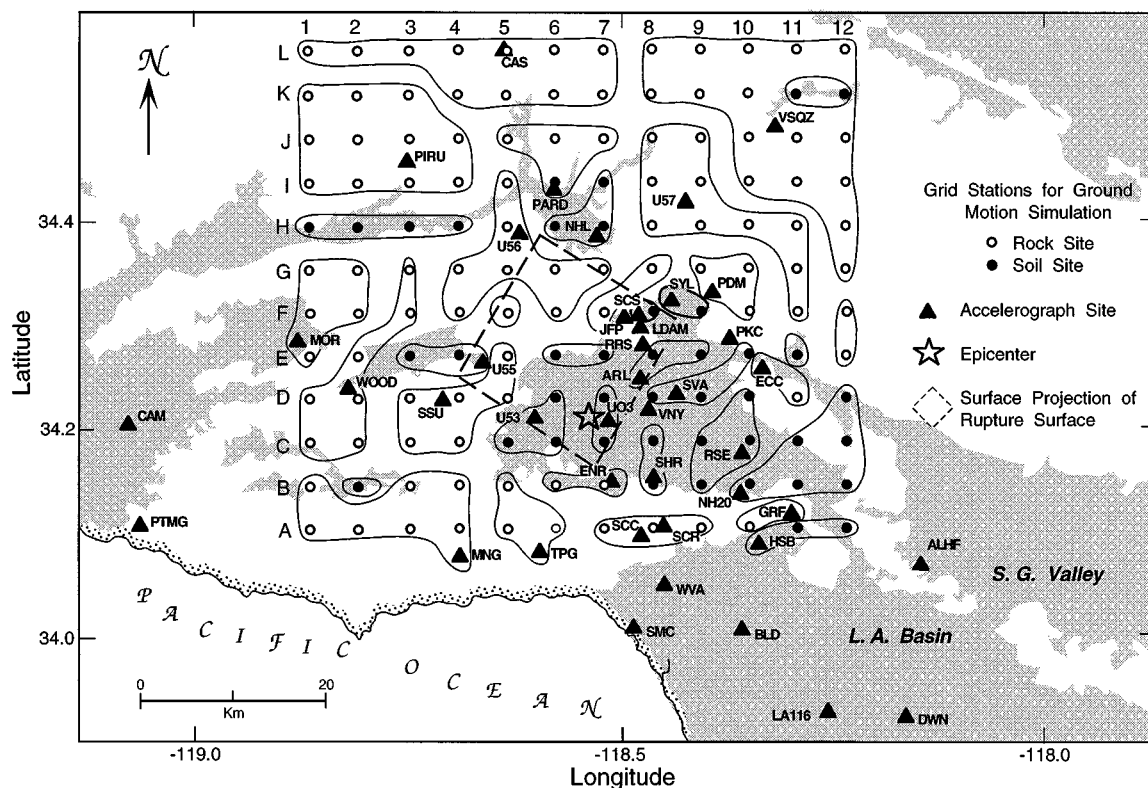 1 2 3 4 5 6 7 8 9 10 11 12
L
CAS
K
VSQZ
J
PIRU
I
PARD
U57
34.4
H
NHL
U56
G
SYL
PDM
SCS
F
JFP
LDAM
PKC
MOR
RRS
E
U55
ARL
ECC
WOOD
SVA
D
SSU
U53
UO3
VNY
CAM
34.2
C
RSE
ENR
SHR
B
NH20
PTMG
GRF
A
SCC
SCR
HSB
MNG
TPG
ALHF
S. G. Valley
WVA
34.0
SMC
BLD
L. A. Basin
LA116
DWN
N
Grid Stations for Ground
Motion Simulation
Rock Site
Soil Site
Accelerograph Site
Epicenter
Surface Projection of
Rupture Surface
PACIFIC OCEAN
0 20
Km
Latitude
-119.0 -118.5 -118.0
Longitude